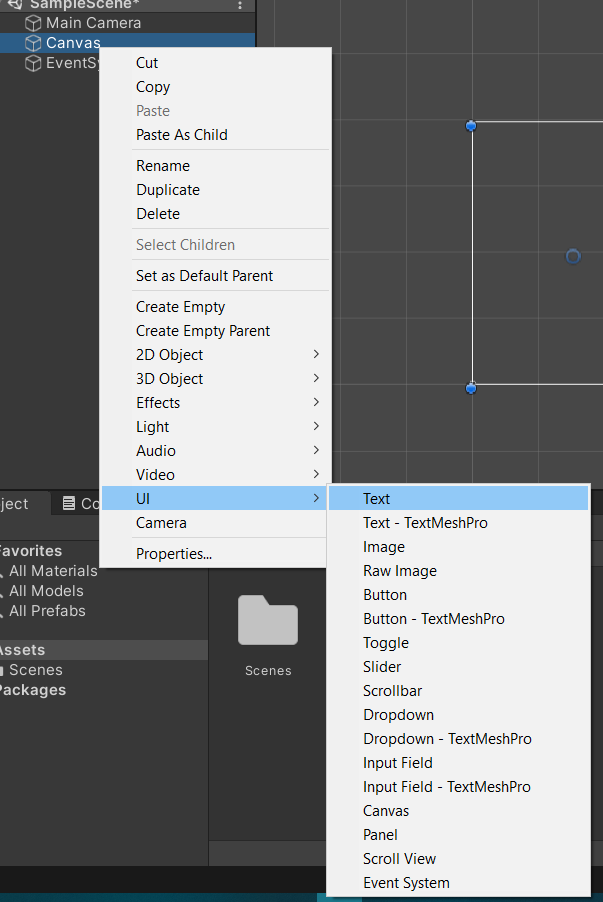 SampleScene*
Main Camera
Canvas
EventSy
Cut
Copy
Paste
Paste As Child
Rename
Duplicate
Delete
Select Children
Set as Default Parent
Create Empty
Create Empty Parent
2D Object
3D Object
Effects
Light
Audio
Video
UI
Camera
Properties...
Text
Text - TextMeshPro
Image
Raw Image
Button
Button - TextMeshPro
Toggle
Slider
Scrollbar
Dropdown
Dropdown - TextMeshPro
Input Field
Input Field - TextMeshPro
Canvas
Panel
Scroll View
Event System
ject
Co
Favorites
All Materials
All Models
All Prefabs
Assets
Scenes
Packages
Scenes